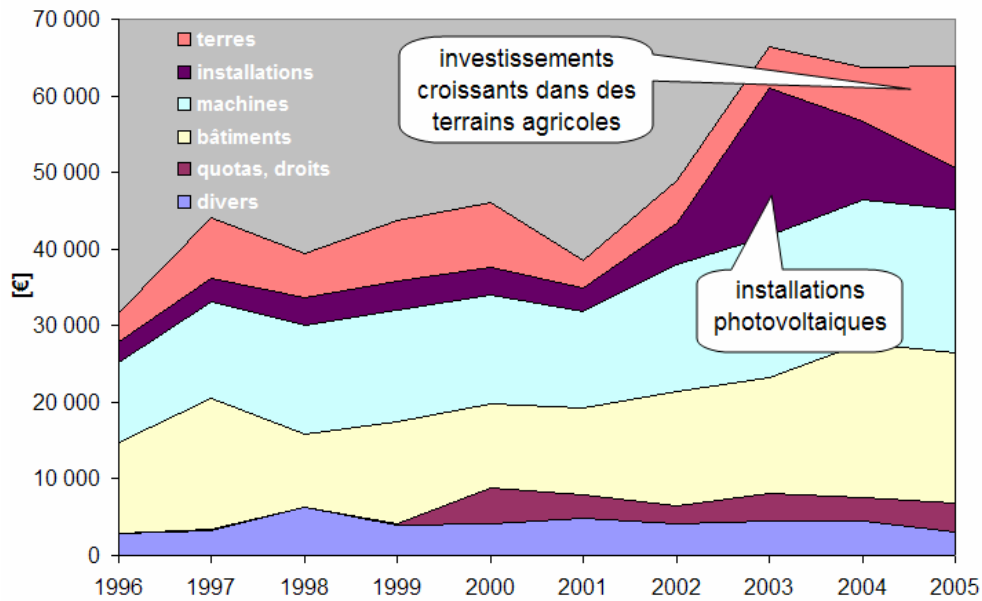 70 000
60 000
50 000
40 000
30 000
20 000
10 000
0
[€]
terres
installations
machines
bâtiments
quotas, droits
divers
investissements
croissants dans des
terrains agricoles
installations
photovoltaiques
1996 1997 1998 1999 2000 2001 2002 2003 2004 2005